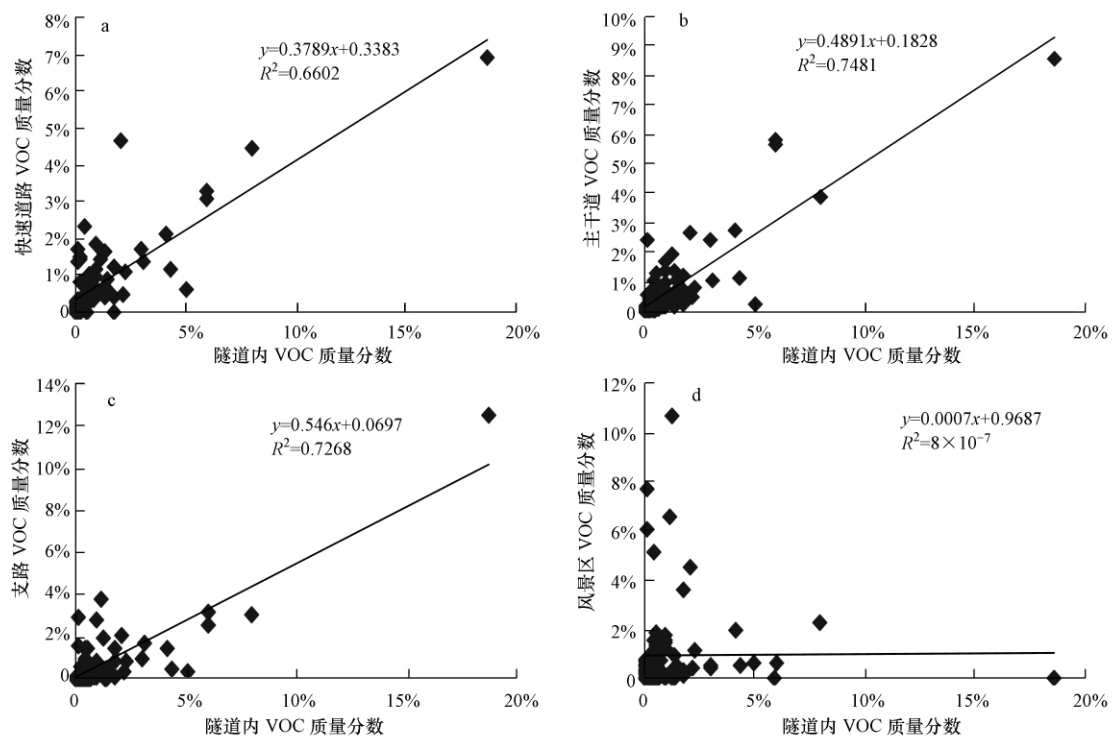 a
8%
7%
6%
5%
4%
3%
2%
1%
0
y=0.3789x+0.3383
R²=0.6602
快速道路 VOC 质量分数
0 5% 10% 15% 20%
隧道内 VOC 质量分数
b
10%
9%
8%
7%
6%
5%
4%
3%
2%
1%
0
y=0.4891x+0.1828
R²=0.7481
主干道 VOC 质量分数
0 5% 10% 15% 20%
隧道内 VOC 质量分数
c
14%
12%
10%
8%
6%
4%
2%
0
y=0.546x+0.0697
R²=0.7268
支路 VOC 质量分数
0 5% 10% 15% 20%
隧道内 VOC 质量分数
d
12%
10%
8%
6%
4%
2%
0
y=0.0007x+0.9687
R²=8×10⁻⁷
风景区 VOC 质量分数
0 5% 10% 15% 20%
隧道内 VOC 质量分数